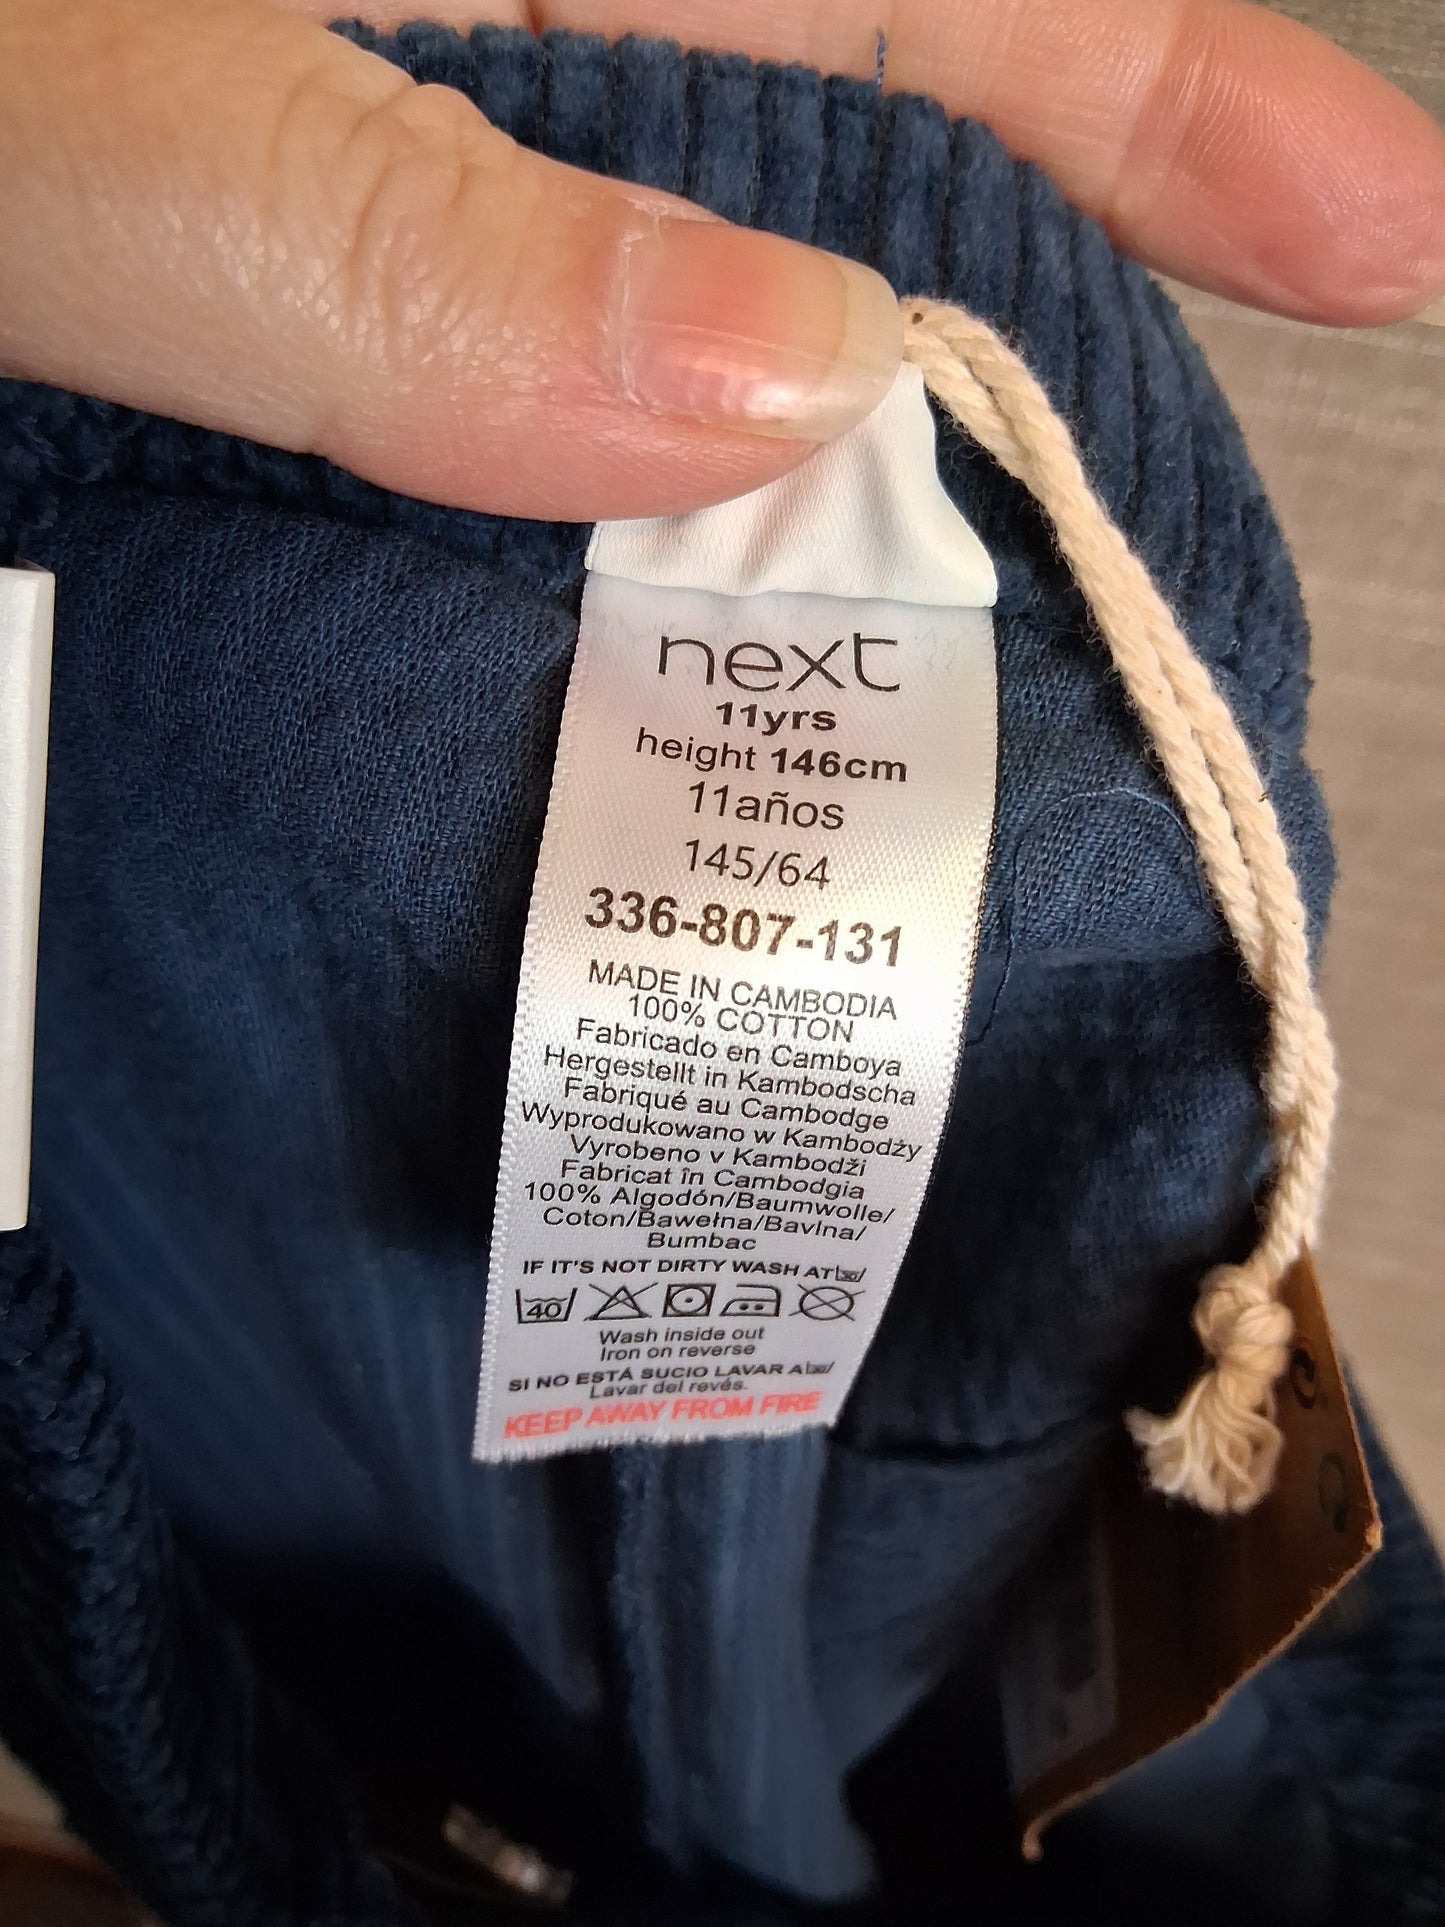 next
11yrs
height 146cm
11años
145/64
336-807-131
MADE IN CAMBODIA
100% COTTON
Fabricado en Camboya
Hergestellt in Kambodscha
Fabriqué au Cambodge
Wyprodukowano w Kambodży
Vyrobeno v Kambodži
Fabricat în Cambodgia
100% Algodón/Baumwolle/
Coton/Bawełna/Bavlna/
Bumbac
IF IT'S NOT DIRTY WASH AT 30
40
Wash inside out
Iron on reverse
SI NO ESTÁ SUCIO LAVAR A 30
Lavar del revés.
KEEP AWAY FROM FIRE